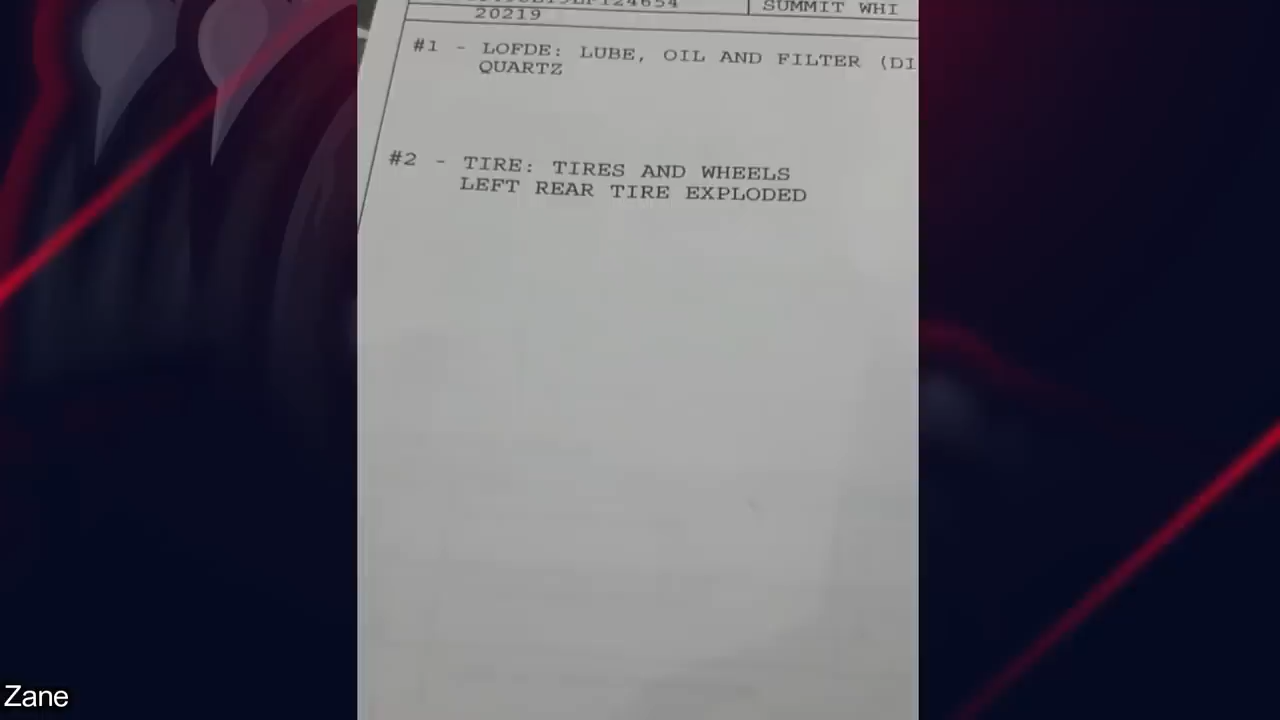 SUMMIT WHI
20219
#1 - LOFDE: LUBE, OIL AND FILTER (DI
QUARTZ
#2 - TIRE: TIRES AND WHEELS
LEFT REAR TIRE EXPLODED
Zane